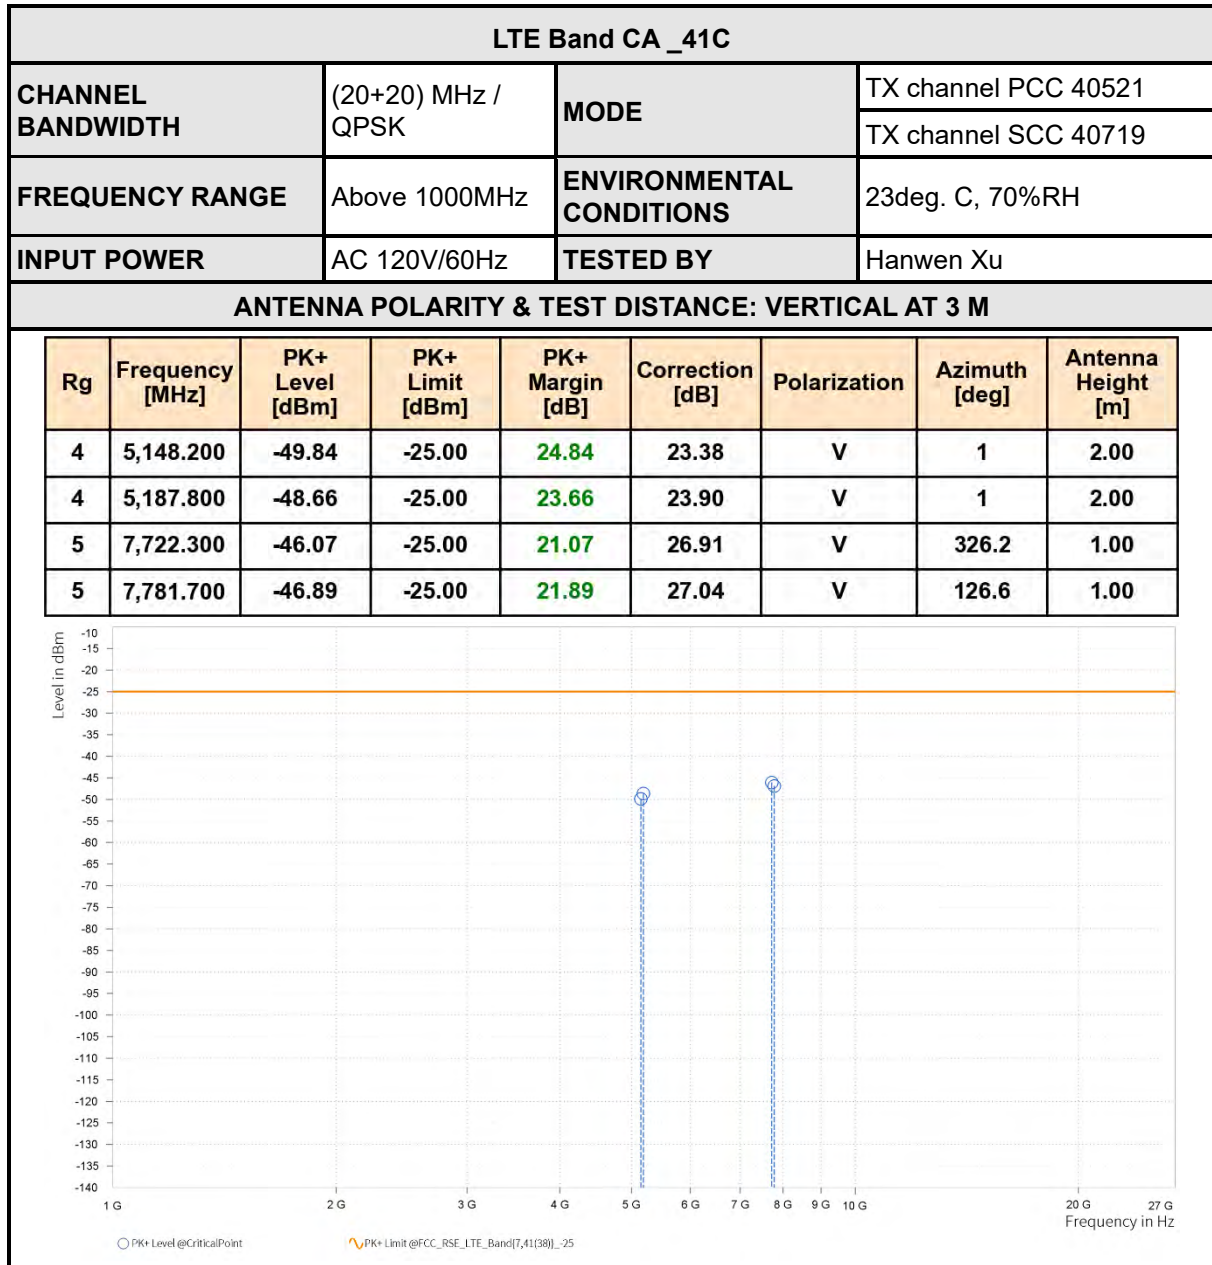 LTE Band CA _41C
CHANNEL BANDWIDTH (20+20) MHz / QPSK MODE TX channel PCC 40521
TX channel SCC 40719
FREQUENCY RANGE Above 1000MHz ENVIRONMENTAL CONDITIONS 23deg. C, 70%RH
INPUT POWER AC 120V/60Hz TESTED BY Hanwen Xu
ANTENNA POLARITY & TEST DISTANCE: VERTICAL AT 3 M
Rg Frequency [MHz] PK+ Level [dBm] PK+ Limit [dBm] PK+ Margin [dB] Correction [dB] Polarization Azimuth [deg] Antenna Height [m]
4 5,148.200 -49.84 -25.00 24.84 23.38 V 1 2.00
4 5,187.800 -48.66 -25.00 23.66 23.90 V 1 2.00
5 7,722.300 -46.07 -25.00 21.07 26.91 V 326.2 1.00
5 7,781.700 -46.89 -25.00 21.89 27.04 V 126.6 1.00
Level in dBm
-10
-15
-20
-25
-30
-35
-40
-45
-50
-55
-60
-65
-70
-75
-80
-85
-90
-95
-100
-105
-110
-115
-120
-125
-130
-135
-140
1 G 2 G 3 G 4 G 5 G 6 G 7 G 8 G 9 G 10 G 20 G 27 G
Frequency in Hz
PK+ Level @CriticalPoint PK+ Limit @FCC_RSE_LTE_Band(7,41(38))_-25